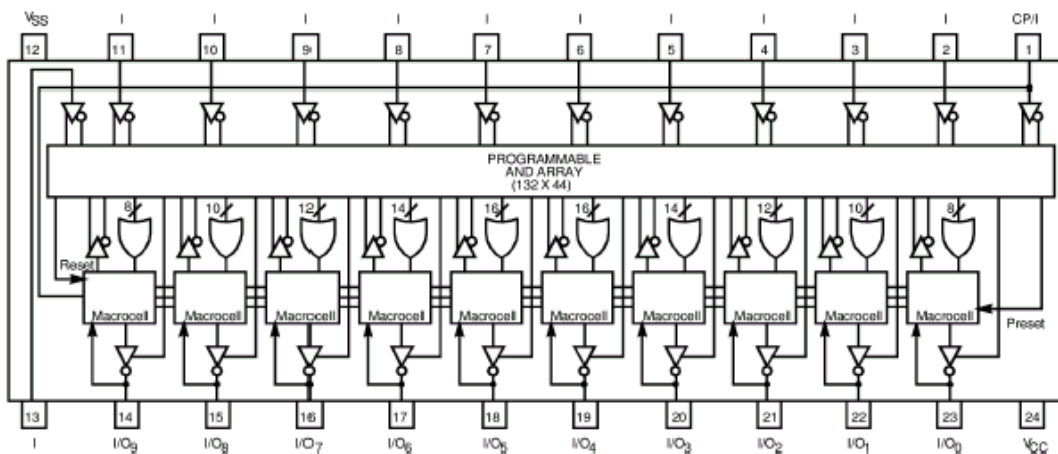 VSS I I I I I I I I I I CP/I
12 11 10 9 8 7 6 5 4 3 2 1
PROGRAMMABLE
AND ARRAY
(132 X 44)
8 10 12 14 16 16 14 12 10 8
Reset
Macrocell Macrocell Macrocell Macrocell Macrocell Macrocell Macrocell Macrocell Macrocell Macrocell
Preset
13 14 15 16 17 18 19 20 21 22 23 24
I I/O9 I/O8 I/O7 I/O6 I/O5 I/O4 I/O3 I/O2 I/O1 I/O0 VCC